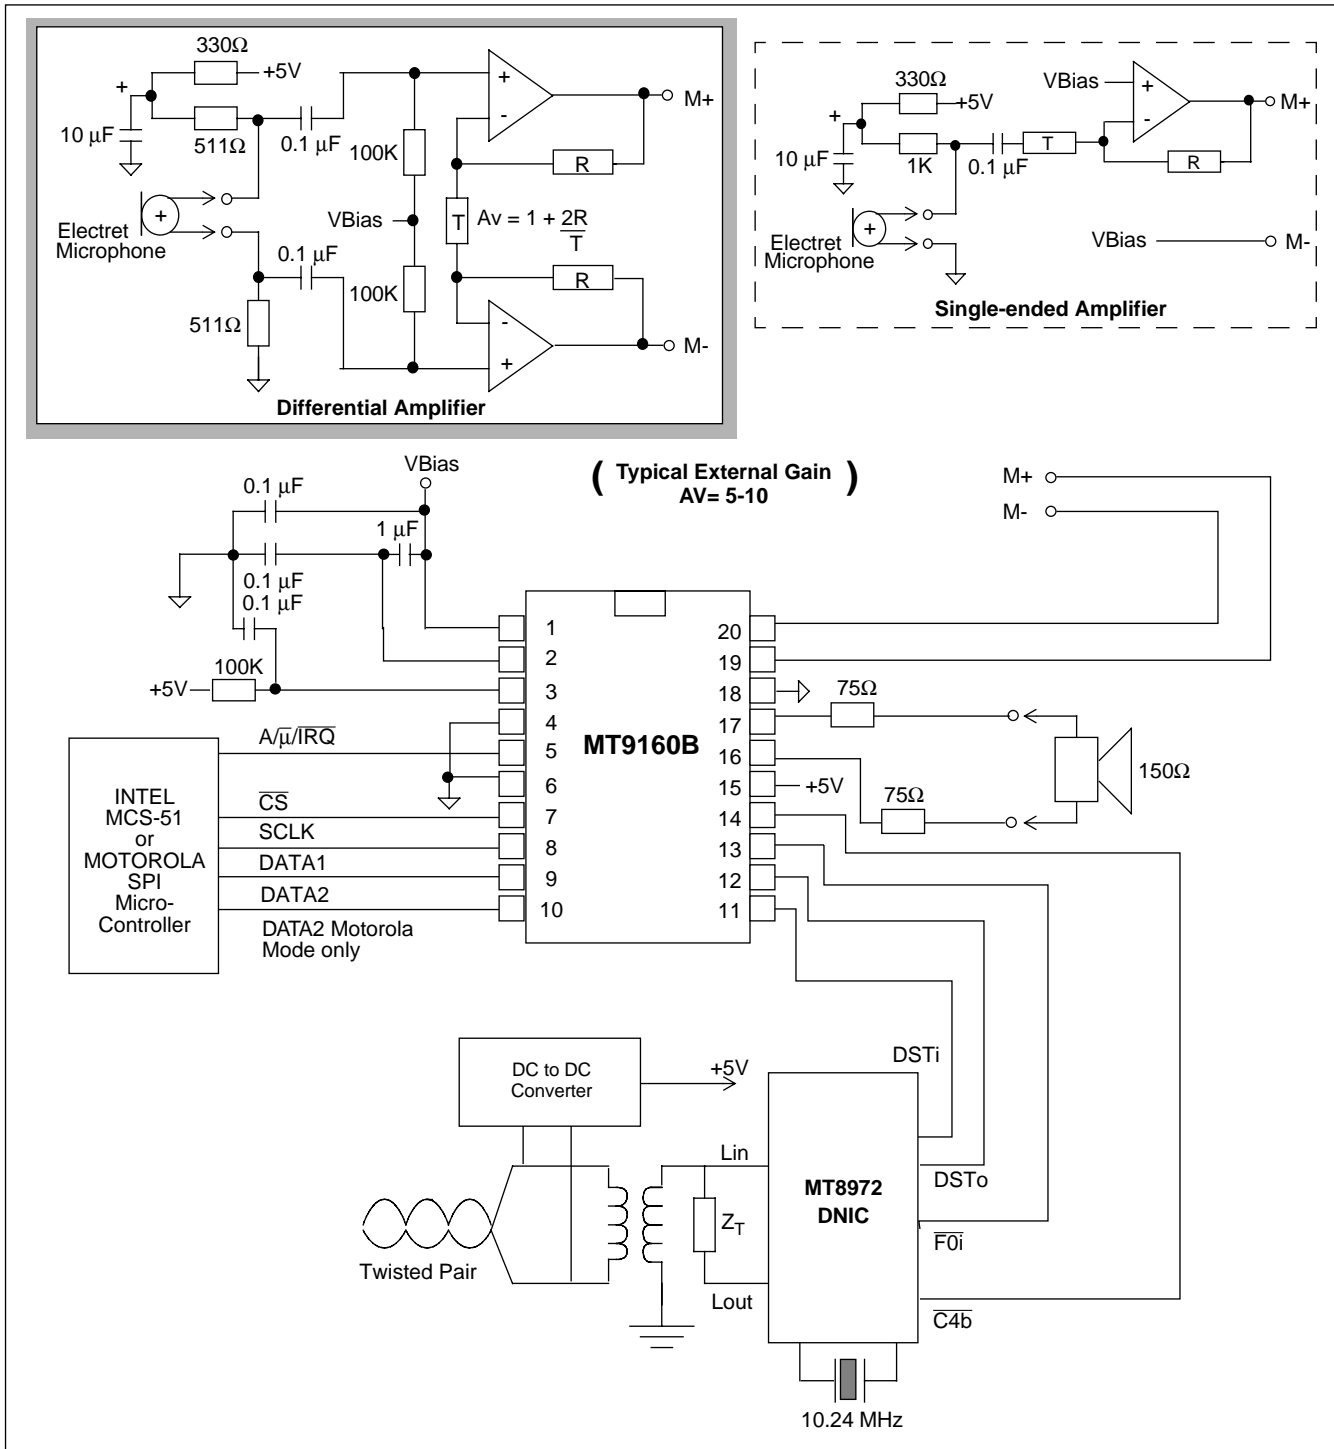 330Ω
+5V
+
10 µF
511Ω
0.1 µF
100K
+
-
M+
R
Electret
Microphone
+
VBias
T
Av = 1 + 2R
T
0.1 µF
100K
R
511Ω
-
+
M-
Differential Amplifier
330Ω
+5V
VBias
+
-
M+
+
10 µF
1K
0.1 µF
T
R
Electret
Microphone
+
VBias
M-
Single-ended Amplifier
VBias
( Typical External Gain )
AV= 5-10
M+
M-
0.1 µF
1 µF
0.1 µF
0.1 µF
100K
+5V
1
2
3
4
5
6
7
8
9
10
MT9160B
20
19
18
17
16
15
14
13
12
11
75Ω
75Ω
+5V
150Ω
A/µ̅/I̅R̅Q̅
C̅S̅
SCLK
DATA1
DATA2
DATA2 Motorola
Mode only
INTEL
MCS-51
or
MOTOROLA
SPI
Micro-
Controller
DC to DC
Converter
+5V
DSTi
Lin
DSTo
MT8972
DNIC
ZT
F̅0̅i̅
Twisted Pair
Lout
C̅4̅b̅
10.24 MHz